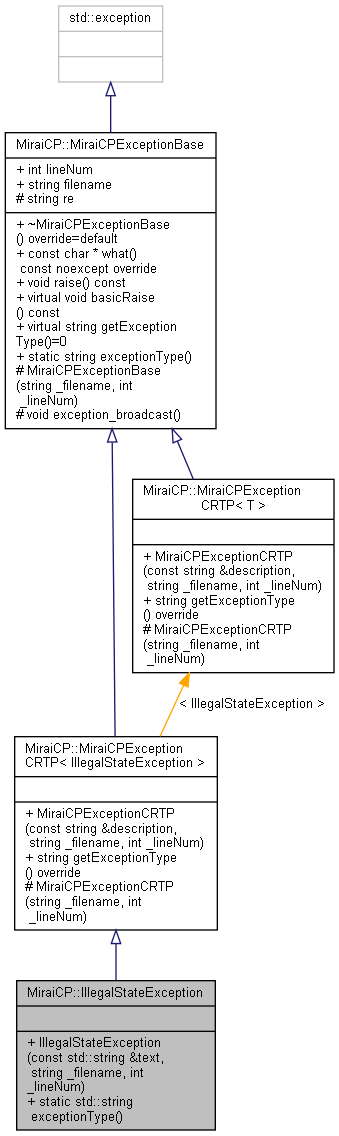 std::exception
MiraiCP::MiraiCPExceptionBase
+ int lineNum
+ string filename
# string re
+ ~MiraiCPExceptionBase
() override=default
+ const char * what()
const noexcept override
+ void raise() const
+ virtual void basicRaise
() const
+ virtual string getException
Type()=0
+ static string exceptionType()
# MiraiCPExceptionBase
(string _filename, int
_lineNum)
# void exception_broadcast()
MiraiCP::MiraiCPException
CRTP< T >
+ MiraiCPExceptionCRTP
(const string &description,
string _filename, int _lineNum)
+ string getExceptionType
() override
# MiraiCPExceptionCRTP
(string _filename, int
_lineNum)
< IllegalStateException >
MiraiCP::MiraiCPException
CRTP< IllegalStateException >
+ MiraiCPExceptionCRTP
(const string &description,
string _filename, int _lineNum)
+ string getExceptionType
() override
# MiraiCPExceptionCRTP
(string _filename, int
_lineNum)
MiraiCP::IllegalStateException
+ IllegalStateException
(const std::string &text,
string _filename, int
_lineNum)
+ static std::string
exceptionType()